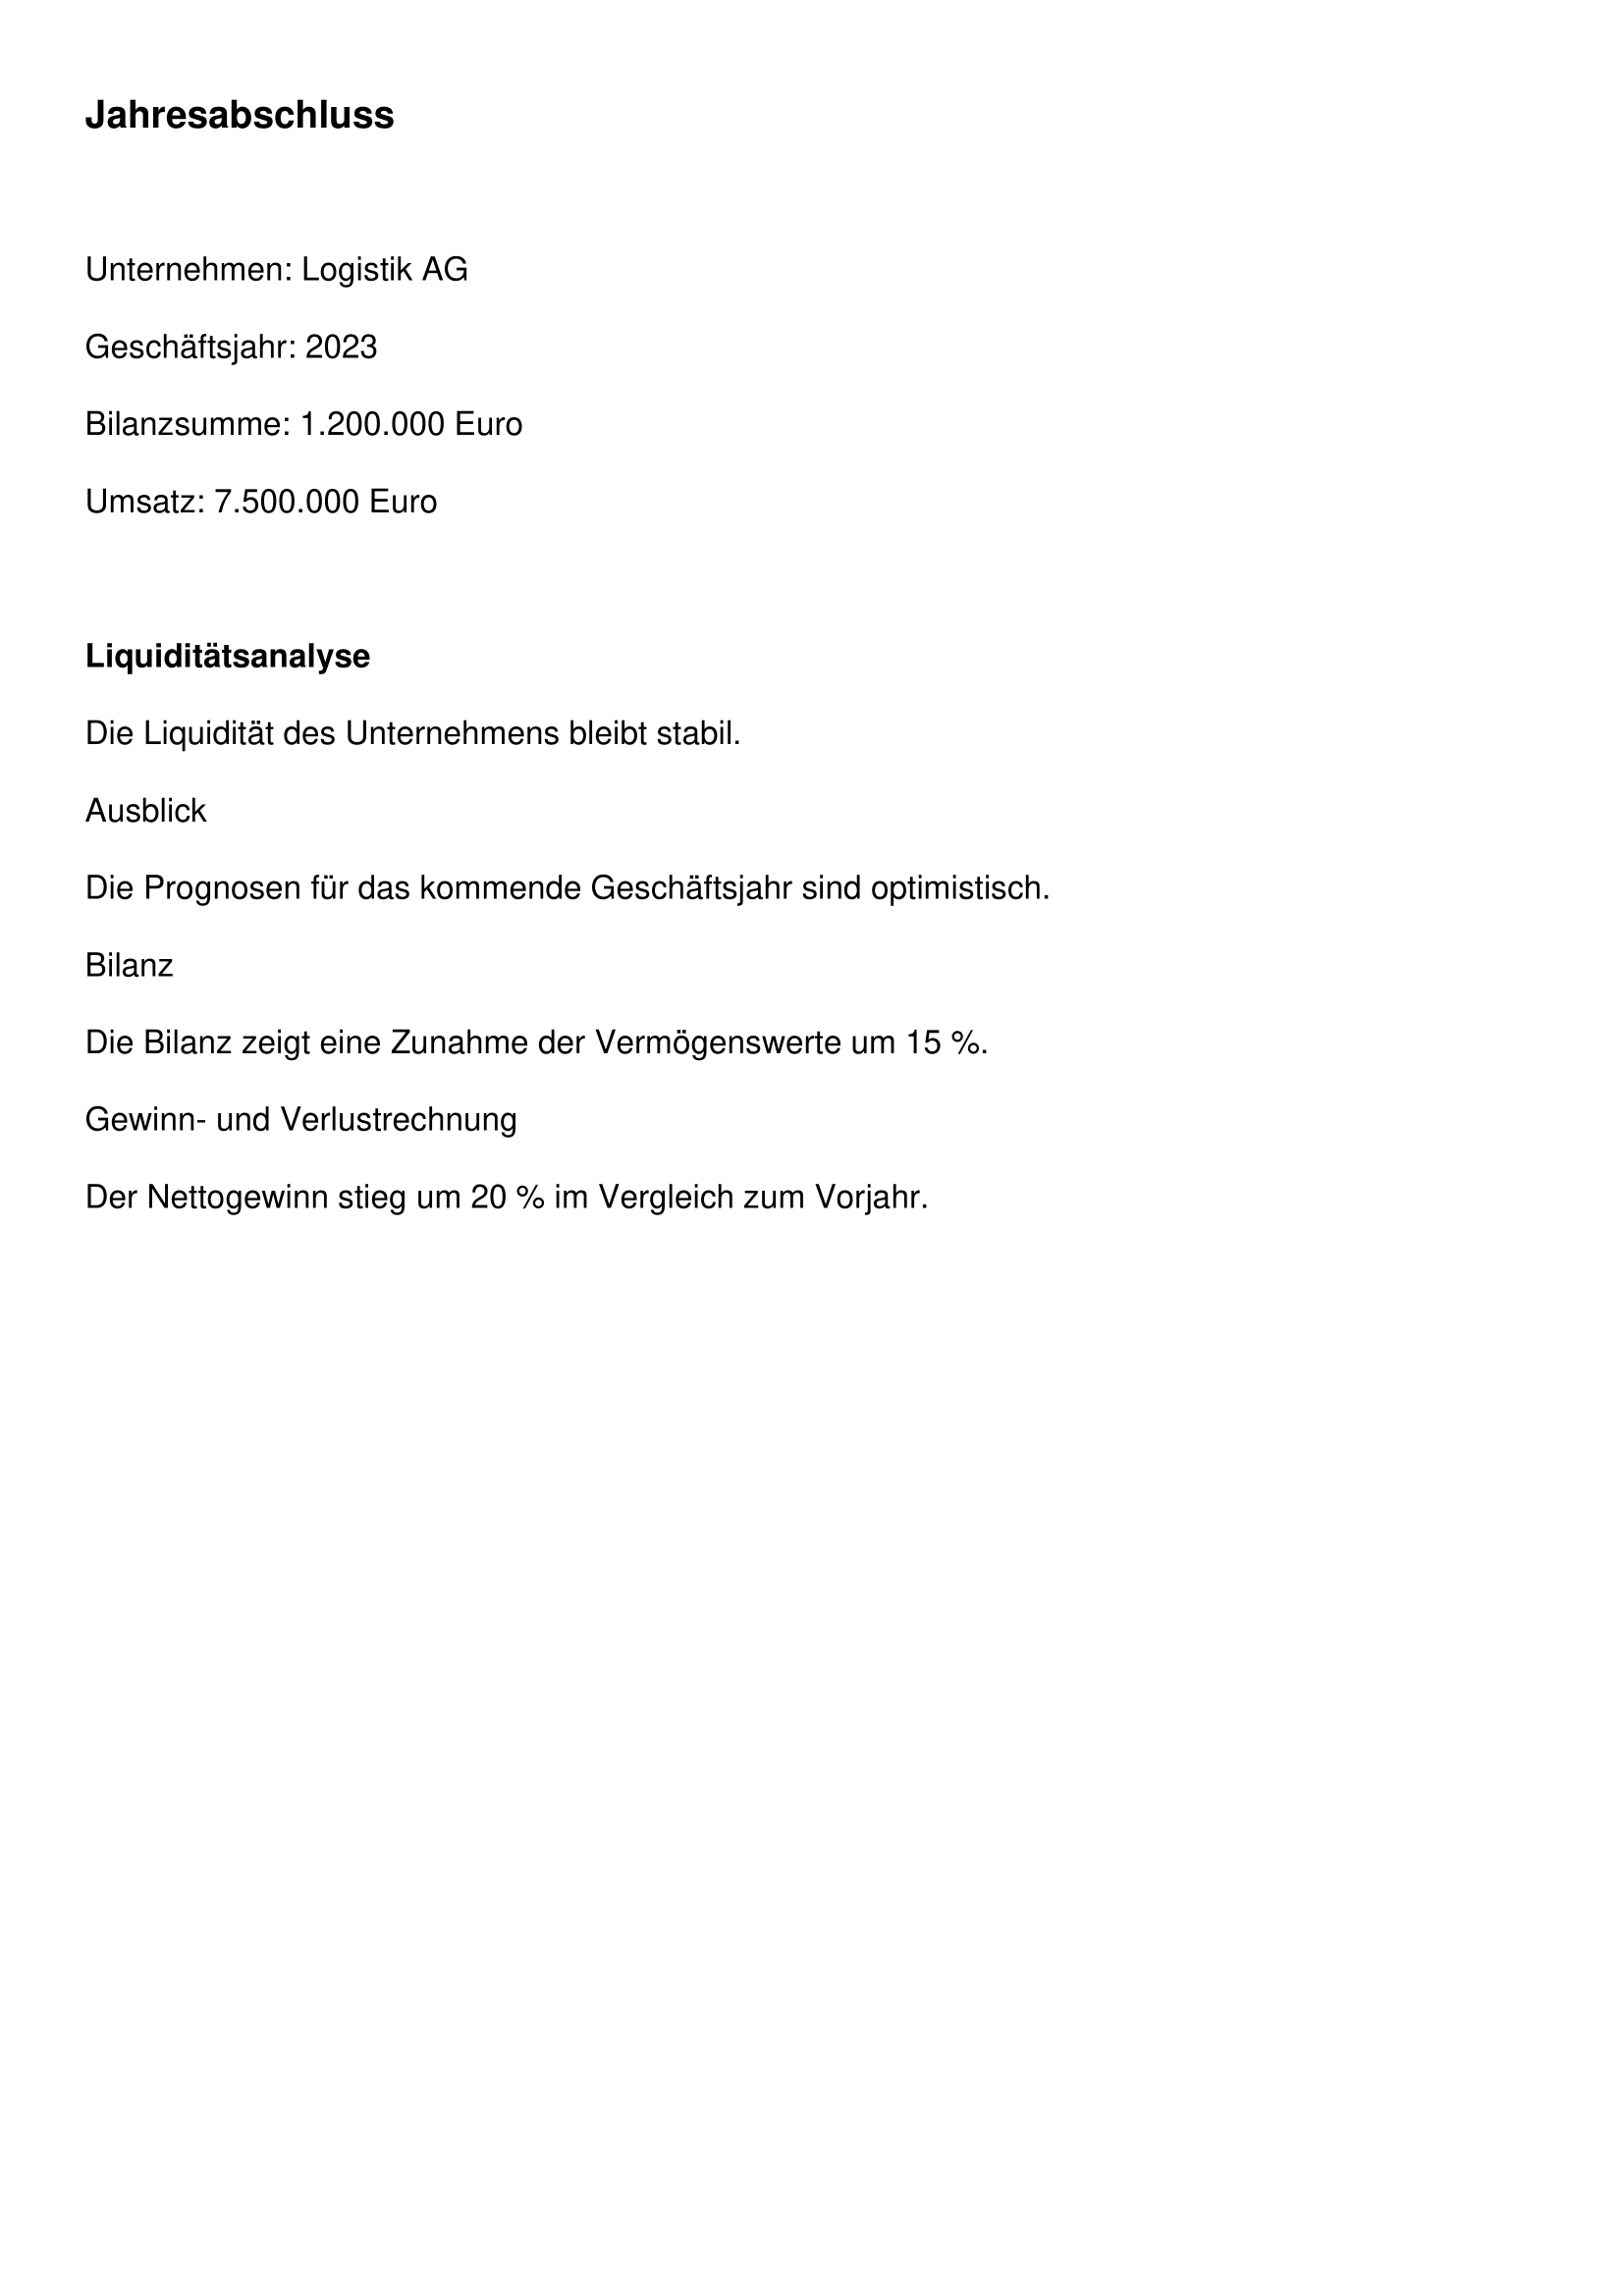 Jahresabschluss
Unternehmen: Logistik AG
Geschäftsjahr: 2023
Bilanzsumme: 1.200.000 Euro
Umsatz: 7.500.000 Euro
Liquiditätsanalyse
Die Liquidität des Unternehmens bleibt stabil.
Ausblick
Die Prognosen für das kommende Geschäftsjahr sind optimistisch.
Bilanz
Die Bilanz zeigt eine Zunahme der Vermögenswerte um 15 %.
Gewinn- und Verlustrechnung
Der Nettogewinn stieg um 20 % im Vergleich zum Vorjahr.